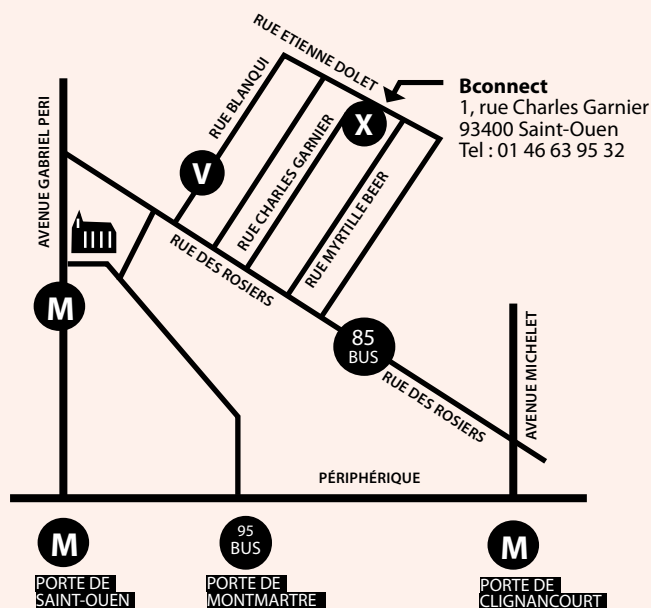 RUE ETIENNE DOLET
RUE BLANQUI
Bconnect
1, rue Charles Garnier
93400 Saint-Ouen
Tel : 01 46 63 95 32
X
V
AVENUE GABRIEL PERI
RUE CHARLES GARNIER
RUE MYRTILLE BEER
RUE DES ROSIERS
M
85
BUS
RUE DES ROSIERS
AVENUE MICHELET
PÉRIPHÉRIQUE
M
PORTE DE
SAINT-OUEN
95
BUS
PORTE DE
MONTMARTRE
M
PORTE DE
CLIGNANCOURT